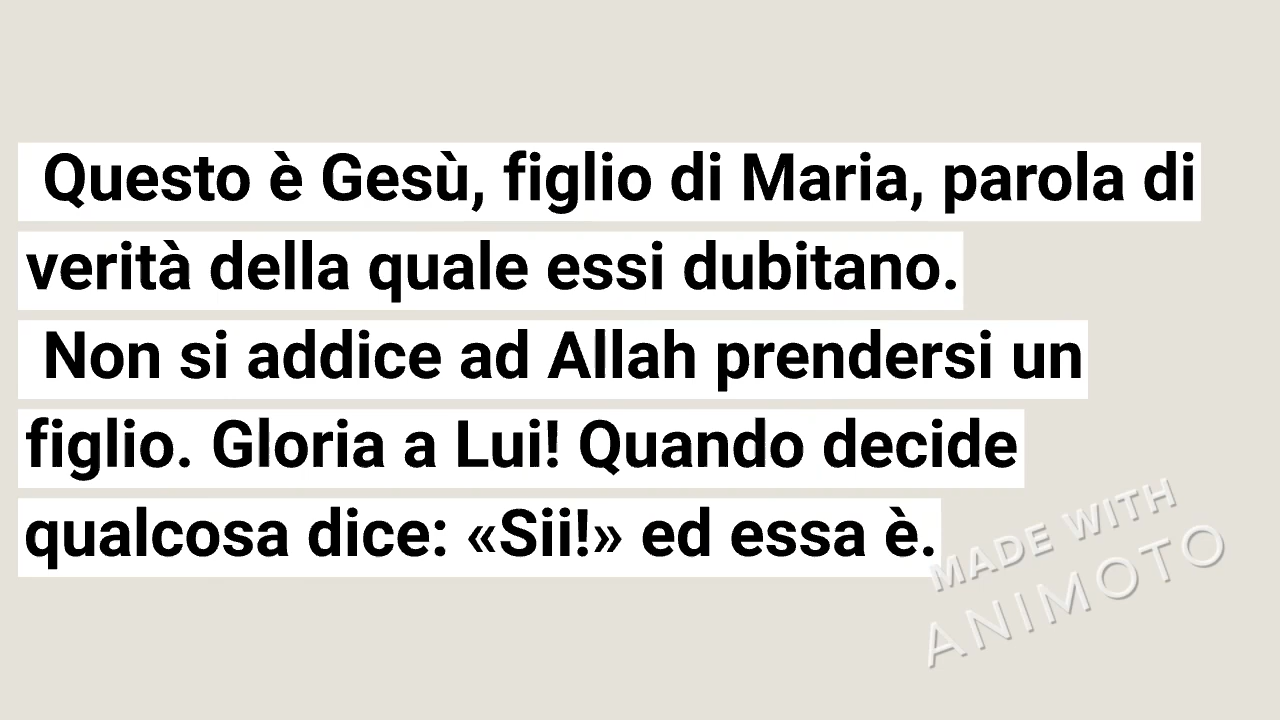 Questo è Gesù, figlio di Maria, parola di
verità della quale essi dubitano.
Non si addice ad Allah prendersi un
figlio. Gloria a Lui! Quando decide
qualcosa dice: «Sii!» ed essa è.
MADE WITH
ANIMOTO